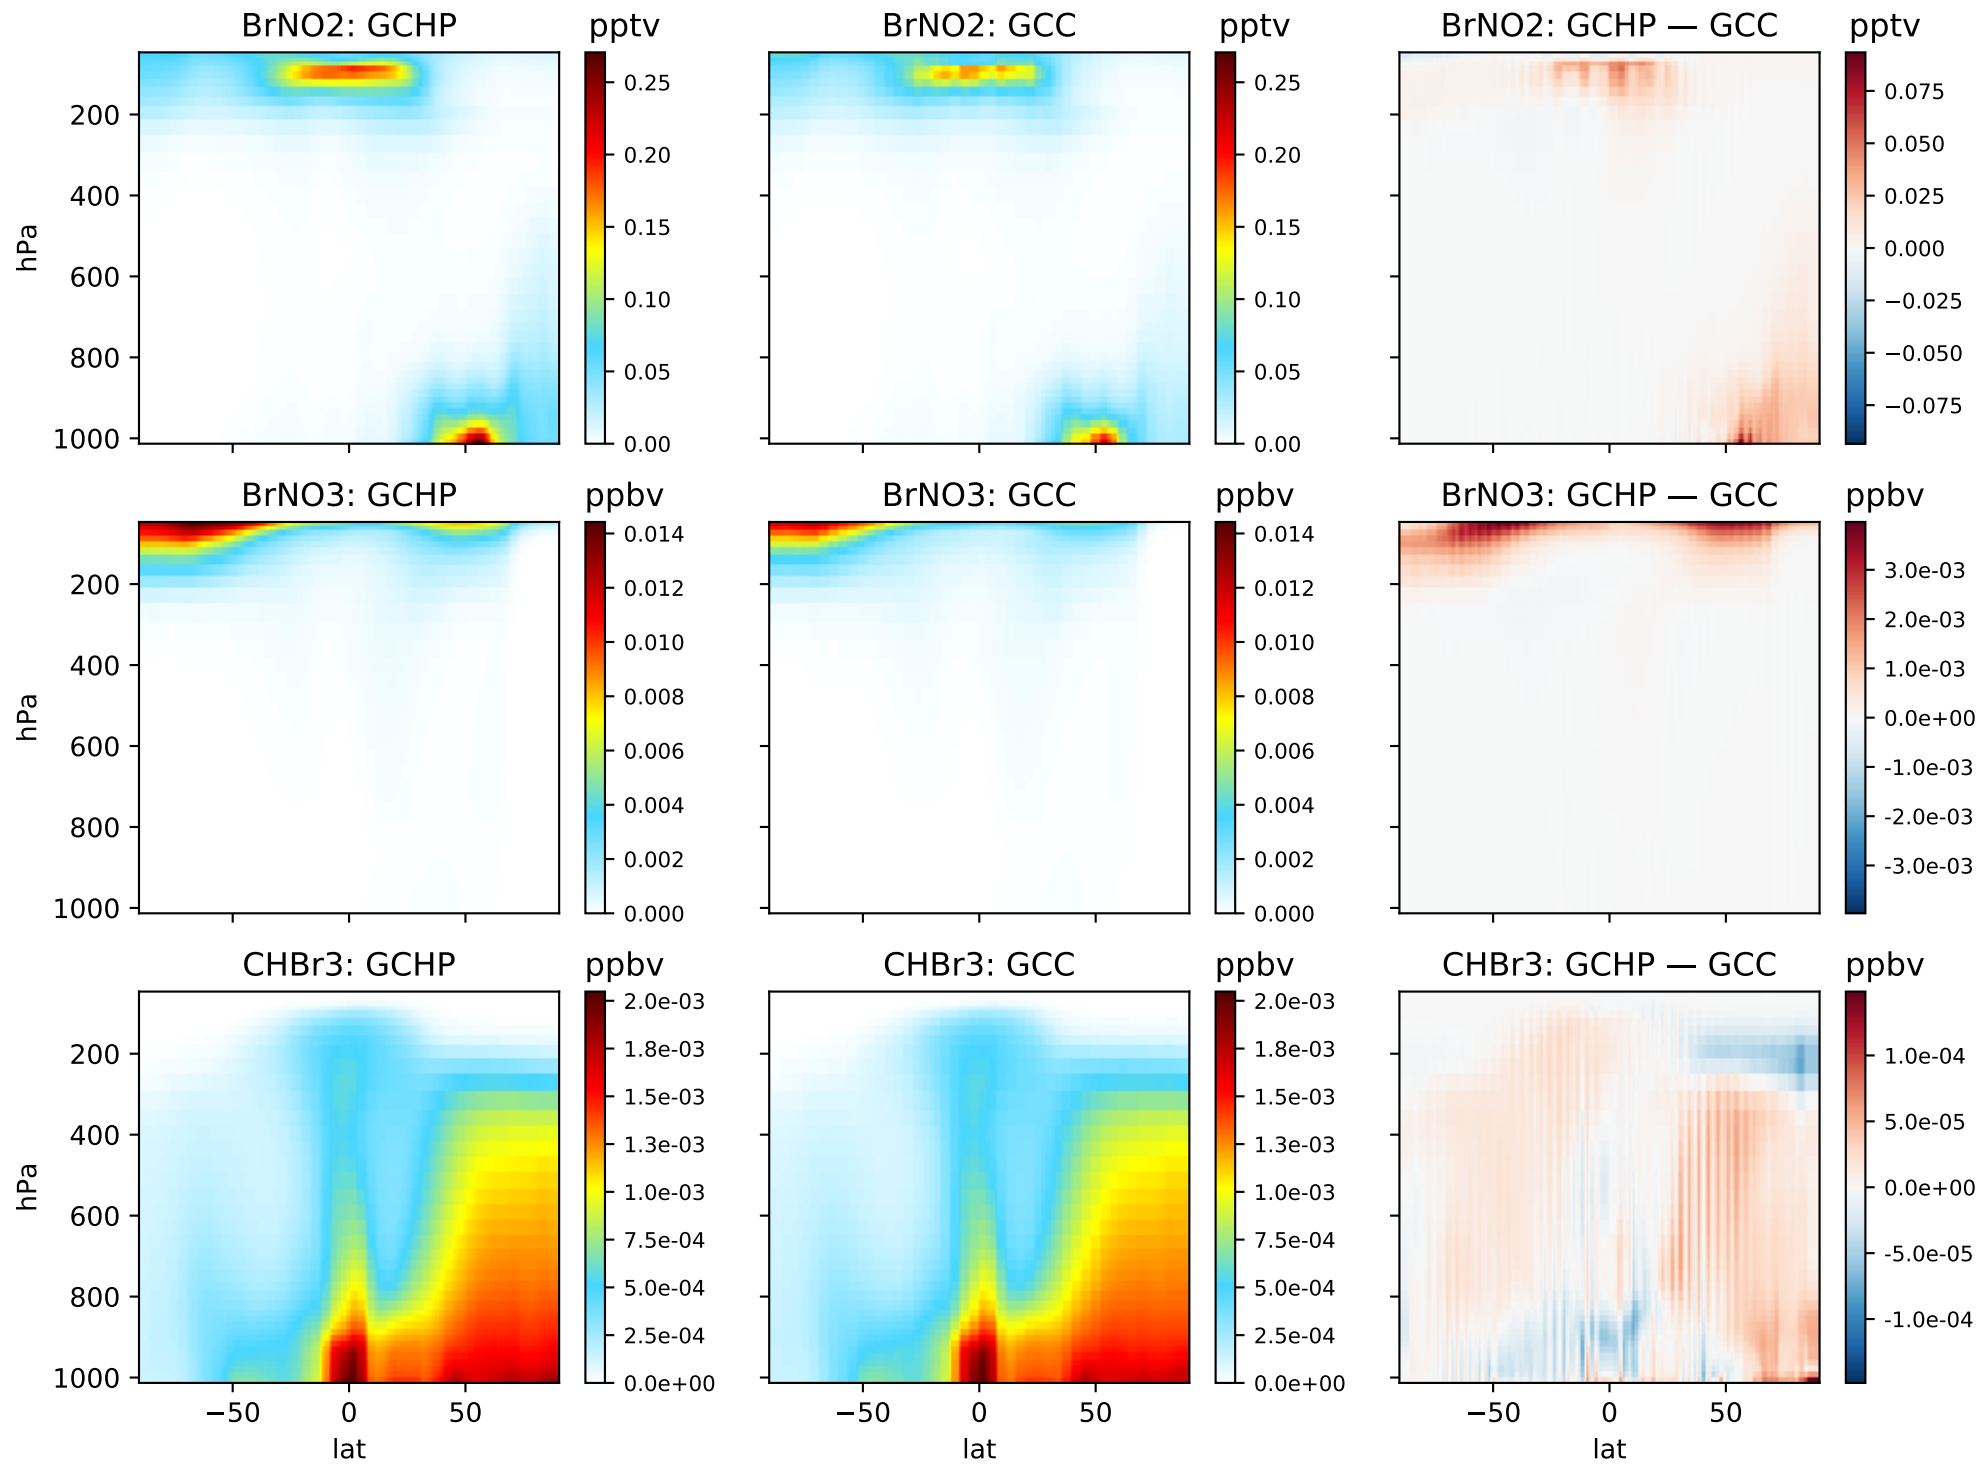 BrNO2: GCHP pptv BrNO2: GCC pptv BrNO2: GCHP — GCC pptv
hPa
200
400
600
800
1000
0.25
0.20
0.15
0.10
0.05
0.00
0.25
0.20
0.15
0.10
0.05
0.00
0.075
0.050
0.025
0.000
−0.025
−0.050
−0.075
BrNO3: GCHP ppbv BrNO3: GCC ppbv BrNO3: GCHP — GCC ppbv
hPa
200
400
600
800
1000
0.014
0.012
0.010
0.008
0.006
0.004
0.002
0.000
0.014
0.012
0.010
0.008
0.006
0.004
0.002
0.000
3.0e-03
2.0e-03
1.0e-03
0.0e+00
-1.0e-03
-2.0e-03
-3.0e-03
CHBr3: GCHP ppbv CHBr3: GCC ppbv CHBr3: GCHP — GCC ppbv
hPa
200
400
600
800
1000
2.0e-03
1.8e-03
1.5e-03
1.3e-03
1.0e-03
7.5e-04
5.0e-04
2.5e-04
0.0e+00
2.0e-03
1.8e-03
1.5e-03
1.3e-03
1.0e-03
7.5e-04
5.0e-04
2.5e-04
0.0e+00
1.0e-04
5.0e-05
0.0e+00
-5.0e-05
-1.0e-04
−50 0 50 −50 0 50 −50 0 50
lat lat lat